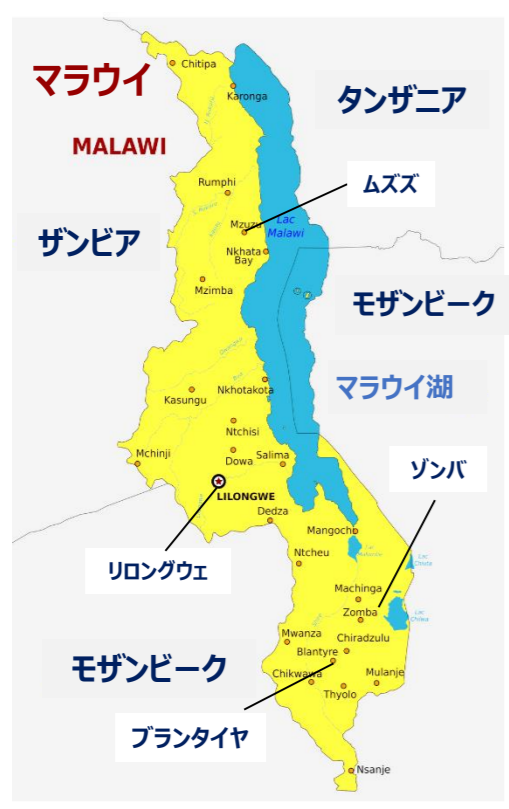 マラウイ
Chitipa
Karonga
タンザニア
MALAWI
Rumphi
ムズズ
Mzuzu
Lac
Malawi
ザンビア
Nkhata
Bay
Mzimba
モザンビーク
Nkhotakota
マラウイ湖
Kasungu
Ntchisi
Mchinji
Dowa
Salima
ゾンバ
LILONGWE
Dedza
Mangoche
リロングウェ
Ntcheu
Machinga
Zomba
Lac
Chilwa
Mwanza
Chiradzulu
Blantyre
モザンビーク
Chikwawa
Mulanje
Thyolo
ブランタイヤ
Nsanje